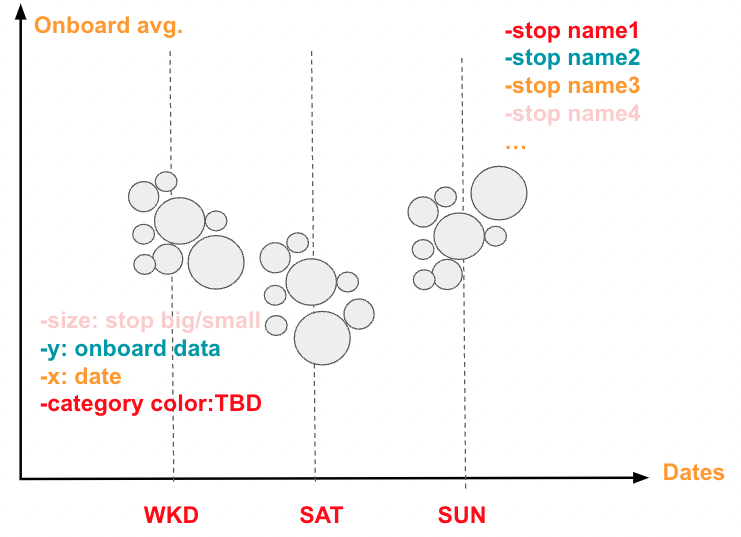 Onboard avg.
-stop name1
-stop name2
-stop name3
-stop name4
...
-size: stop big/small
-y: onboard data
-x: date
-category color:TBD
Dates
WKD
SAT
SUN